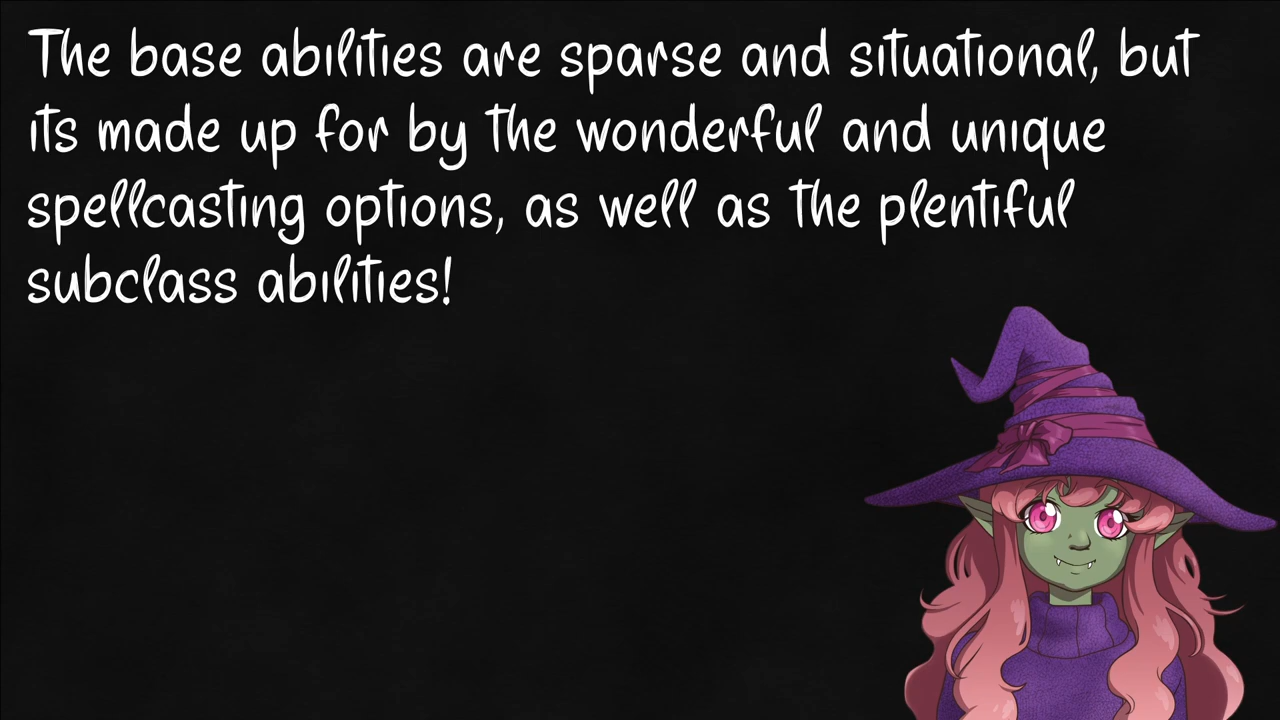 The base abilities are sparse and situational, but
its made up for by the wonderful and unique
spellcasting options, as well as the plentiful
subclass abilities!